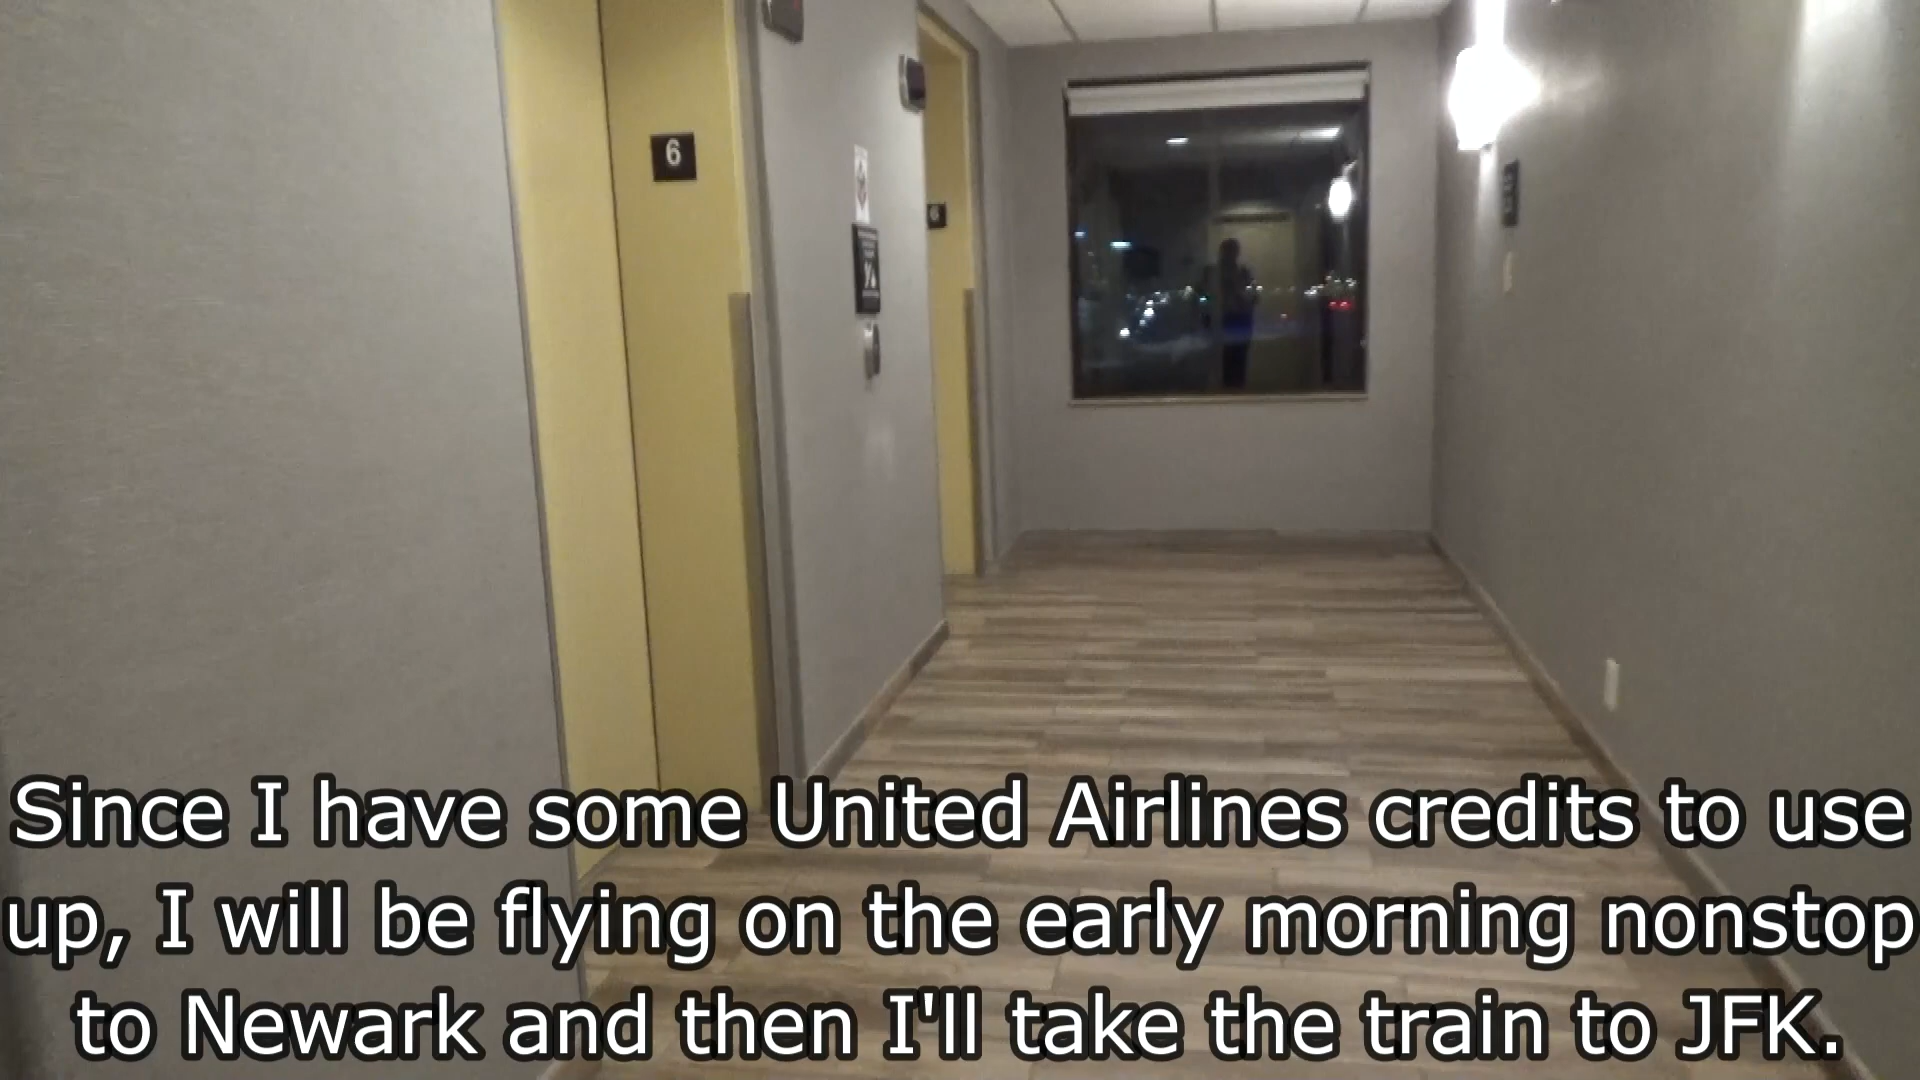 6
6
Since I have some United Airlines credits to use
up, I will be flying on the early morning nonstop
to Newark and then I'll take the train to JFK.